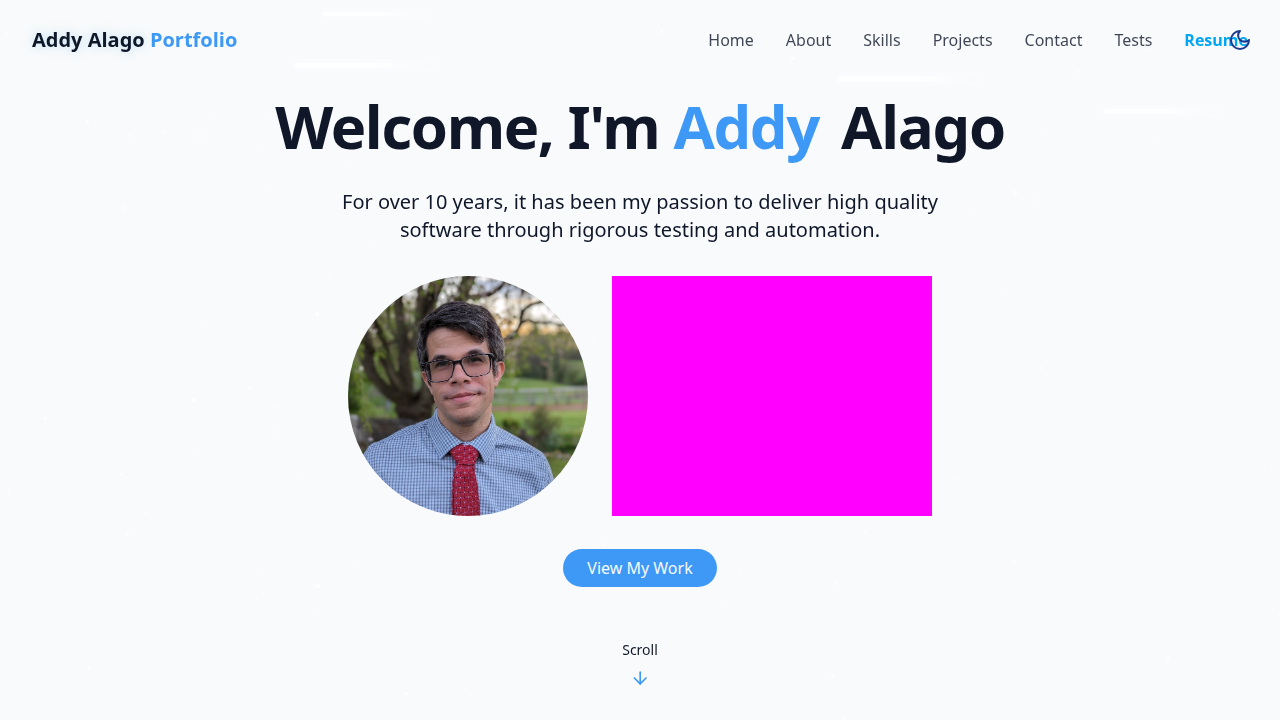 Addy Alago Portfolio
Home
About
Skills
Projects
Contact
Tests
Resume
Welcome, I'm Addy Alago
For over 10 years, it has been my passion to deliver high quality
software through rigorous testing and automation.
View My Work
Scroll